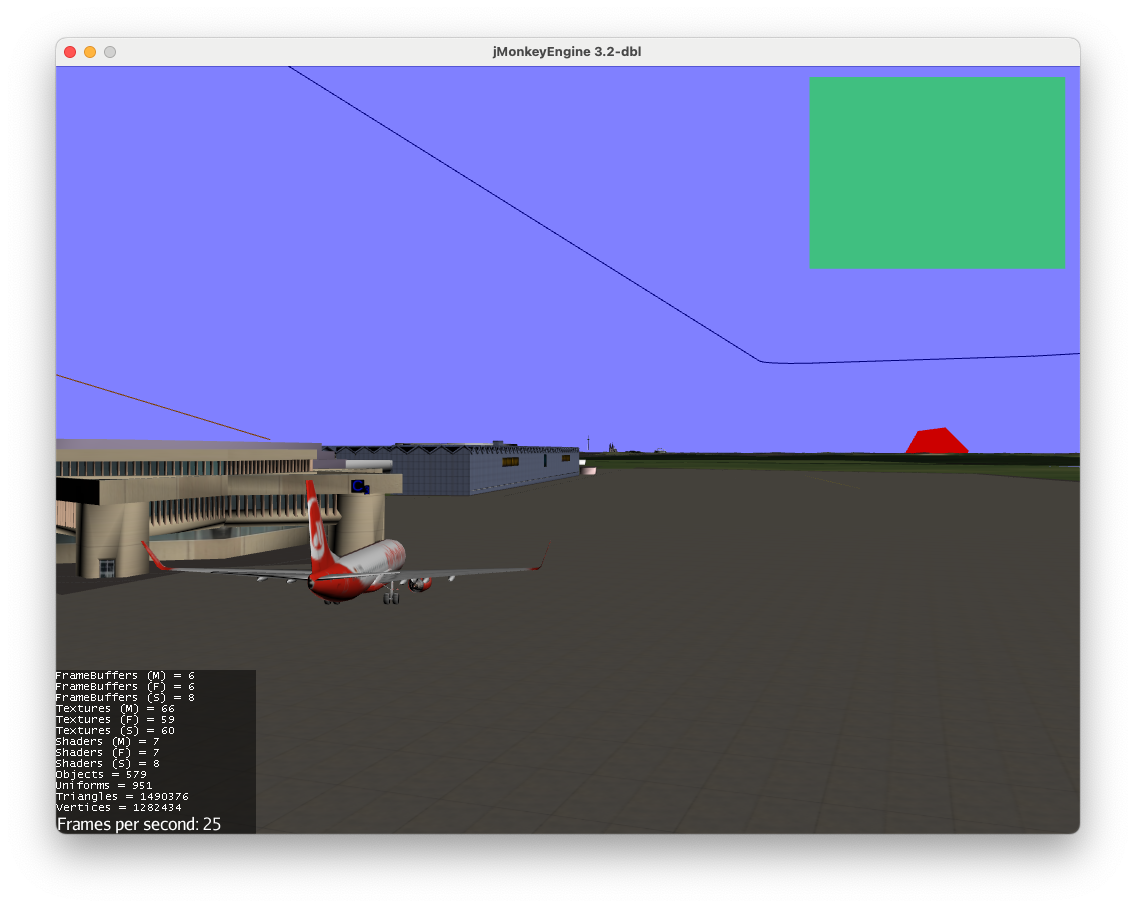 jMonkeyEngine 3.2-dbl
FrameBuffers (M) = 6
FrameBuffers (F) = 6
FrameBuffers (S) = 8
Textures (M) = 66
Textures (F) = 59
Textures (S) = 60
Shaders (M) = 7
Shaders (F) = 7
Shaders (S) = 8
Objects = 579
Uniforms = 951
Triangles = 1490376
Vertices = 1282434
Frames per second: 25